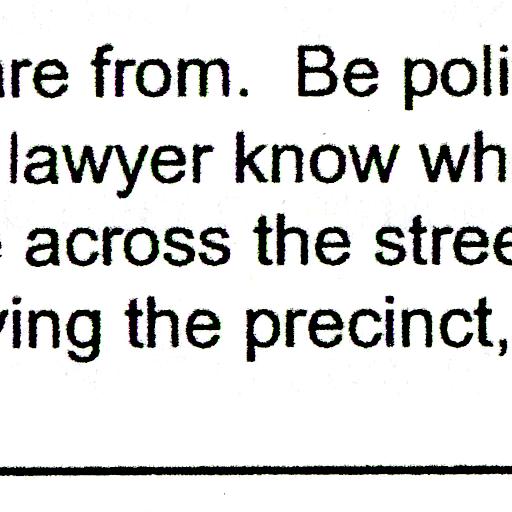 are from.  Be poli
lawyer know wh
e across the stree
ving the precinct,